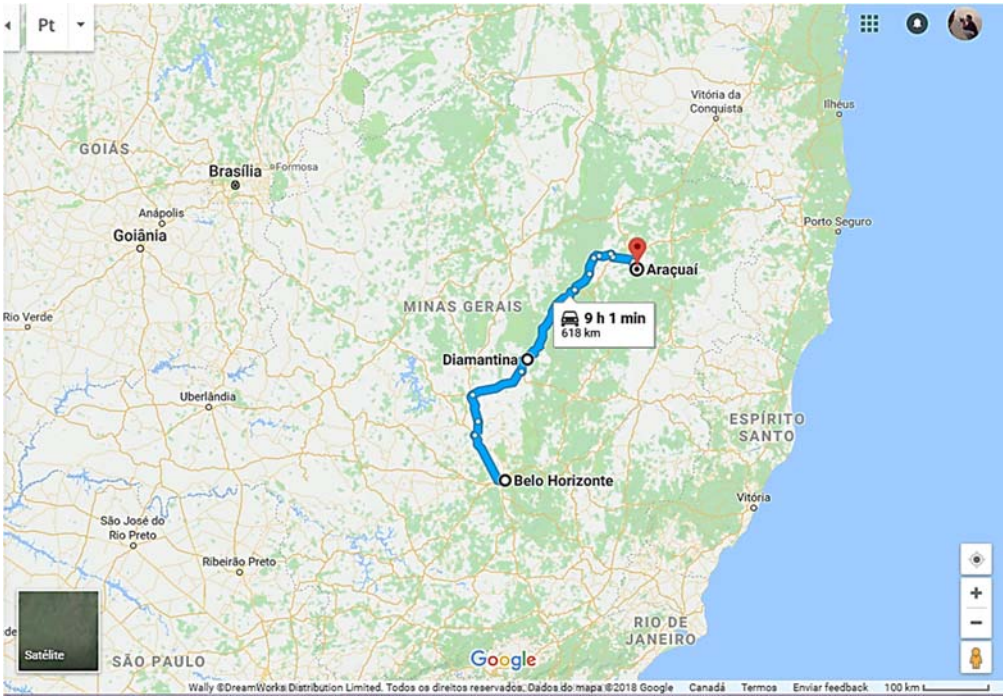 Pt
Vitória da
Conquista
Ilhéus
GOIÁS
Formosa
Brasília
Anápolis
Goiânia
Porto Seguro
Araçuaí
MINAS GERAIS
Rio Verde
9 h 1 min
618 km
Diamantina
Uberlândia
ESPÍRITO
SANTO
Belo Horizonte
Vitória
São José do
Rio Preto
Ribeirão Preto
RIO DE
JANEIRO
de
Satélite
SÃO PAULO
Google
Wally ©DreamWorks Distribution Limited. Todos os direitos reservados. Dados do mapa ©2018 Google Canadá Termos Enviar feedback 100 km